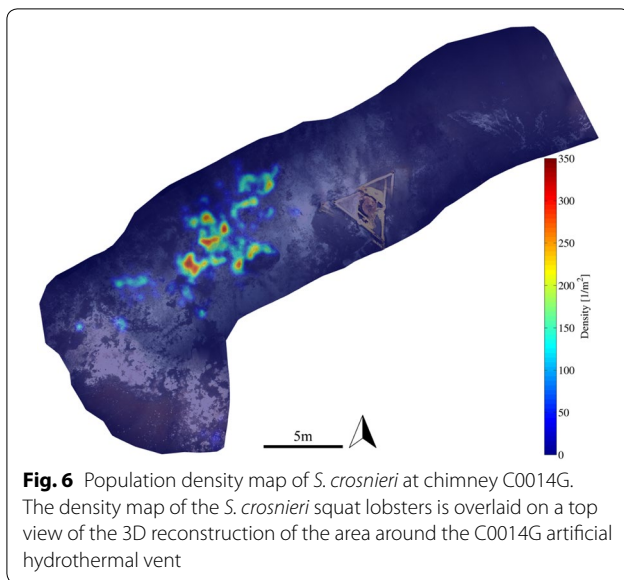 350
300
250
200
150
100
50
0
Density [1/m²]
5m
Fig. 6 Population density map of S. crosnieri at chimney C0014G.
The density map of the S. crosnieri squat lobsters is overlaid on a top
view of the 3D reconstruction of the area around the C0014G artificial
hydrothermal vent